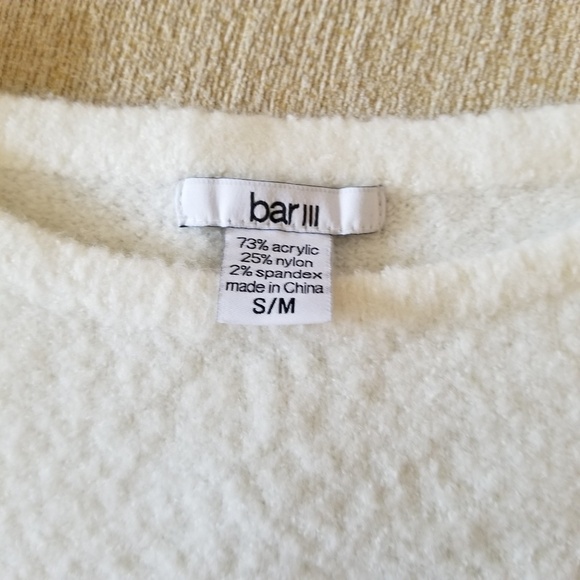 bar III
73% acrylic
25% nylon
2% spandex
made in China
S/M